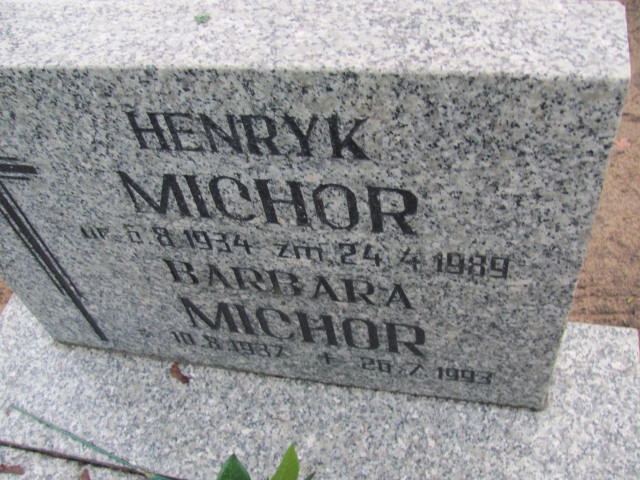 HENRYK
MICHOR
UR. 6.8.1934 ZM. 24.4.1989
BARBARA
MICHOR
* 10.8.1937 + 20.7.1993